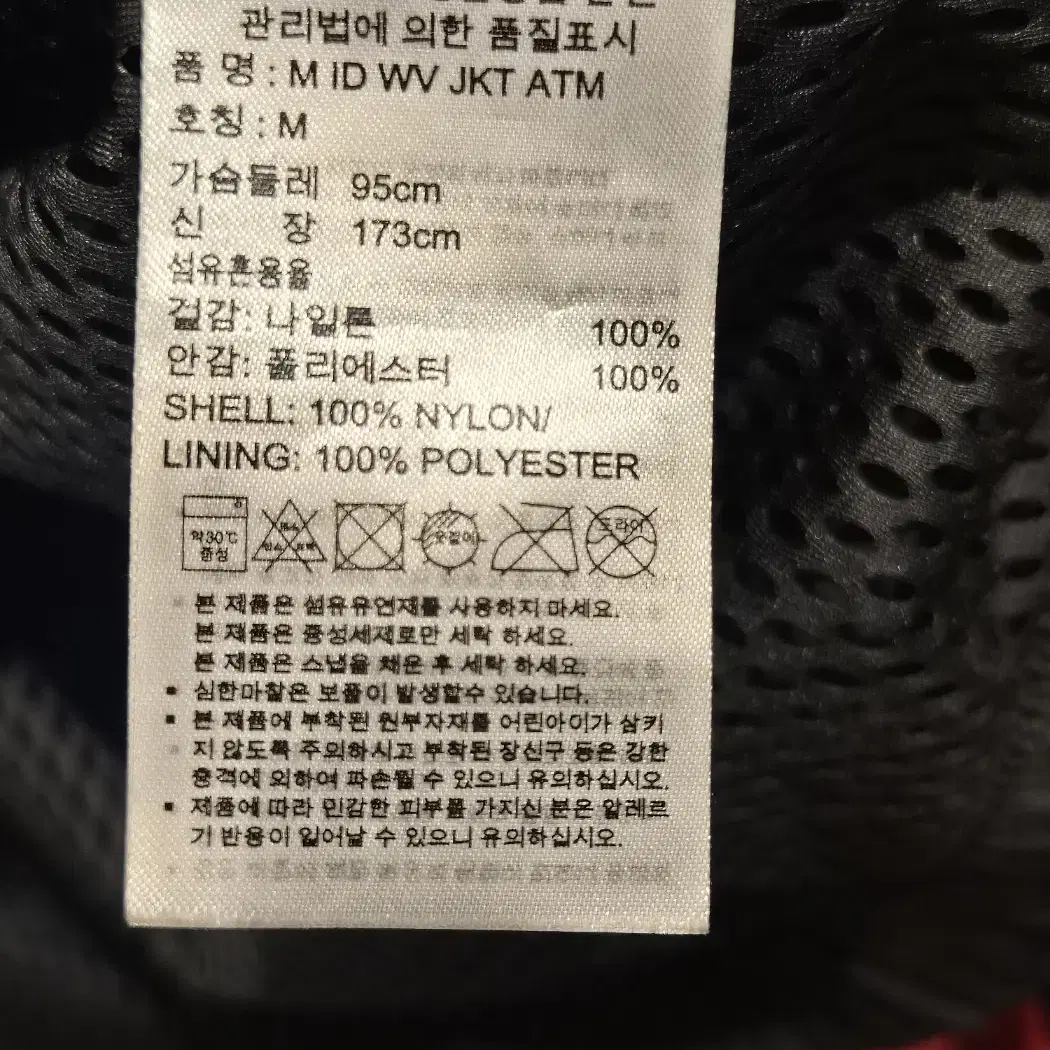 관리법에 의한 품질표시
품 명 : M ID WV JKT ATM
호칭 : M
가슴둘레 95cm
신 장 173cm
섬유혼용율
겉감: 나일론 100%
안감: 폴리에스터 100%
SHELL: 100% NYLON/
LINING: 100% POLYESTER
약30℃
중성
드라이
본 제품은 섬유유연제를 사용하지 마세요.
본 제품은 중성세제로만 세탁 하세요.
본 제품은 스냅을 채운 후 세탁 하세요.
▪ 심한마찰은 보풀이 발생할수 있습니다.
▪ 본 제품에 부착된 원부자재를 어린아이가 삼키
지 않도록 주의하시고 부착된 장신구 등은 강한
충격에 의하여 파손될 수 있으니 유의하십시오.
▪ 제품에 따라 민감한 피부를 가지신 분은 알레르
기 반응이 일어날 수 있으니 유의하십시오.